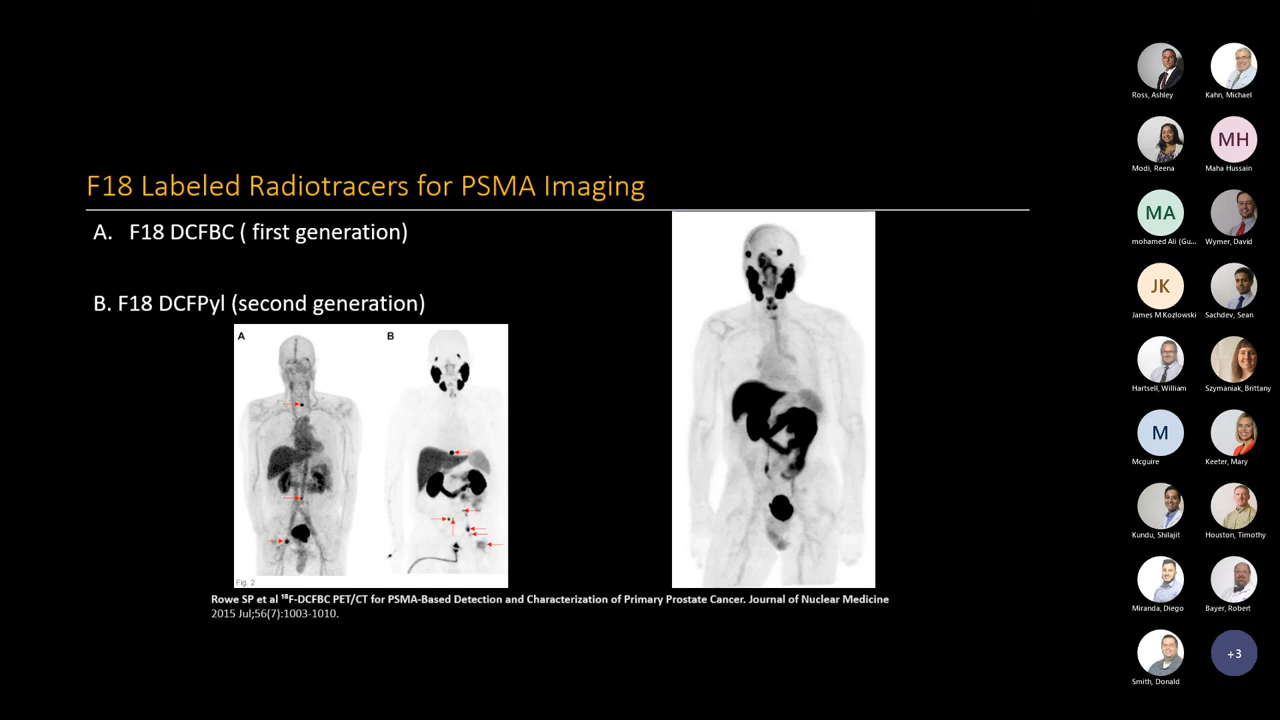 F18 Labeled Radiotracers for PSMA Imaging
A. F18 DCFBC ( first generation)
B. F18 DCFPyl (second generation)
A
B
Fig. 2
Rowe SP et al ¹⁸F-DCFBC PET/CT for PSMA-Based Detection and Characterization of Primary Prostate Cancer. Journal of Nuclear Medicine
2015 Jul;56(7):1003-1010.
Ross, Ashley
Kahn, Michael
Modi, Reena
MH
Maha Hussain
MA
mohamed Ali (Gu...
Wymer, David
JK
James M Kozlowski
Sachdev, Sean
Hartsell, William
Szymaniak, Brittany
M
Mcguire
Keeter, Mary
Kundu, Shilajit
Houston, Timothy
Miranda, Diego
Bayer, Robert
Smith, Donald
+3